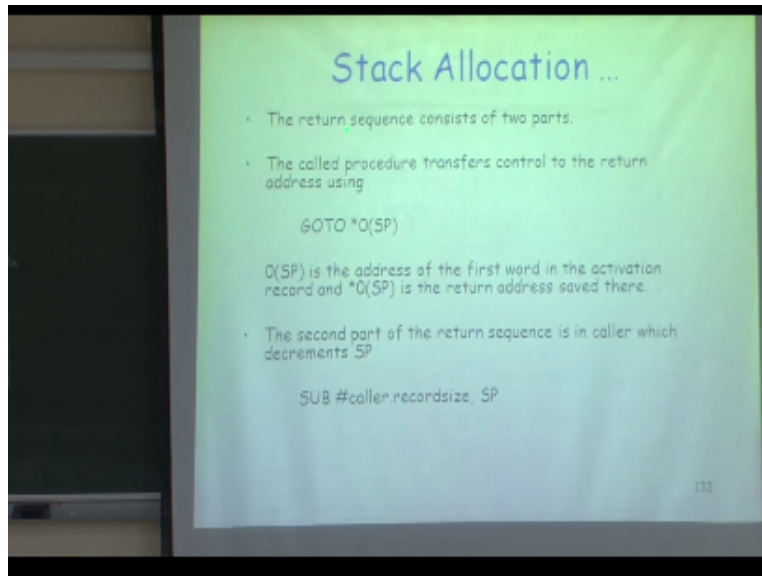 Stack Allocation ...
• The return sequence consists of two parts.
• The called procedure transfers control to the return
address using
GOTO *0(SP)
0(SP) is the address of the first word in the activation
record and *0(SP) is the return address saved there.
• The second part of the return sequence is in caller which
decrements SP
SUB #caller.recordsize, SP
133